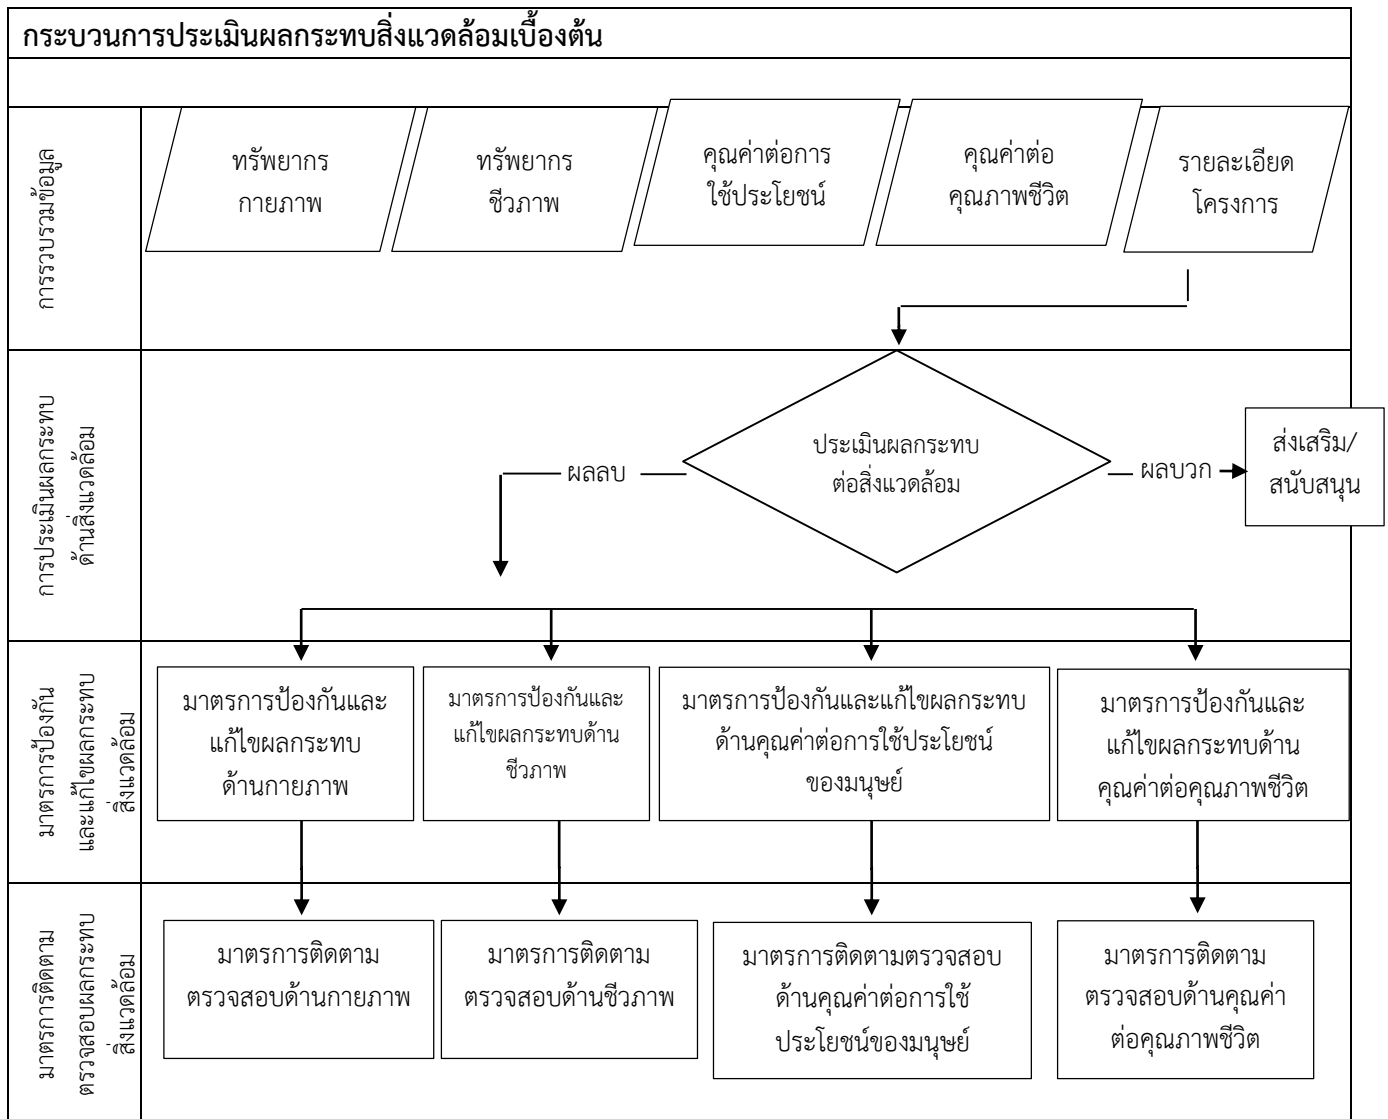 กระบวนการประเมินผลกระทบสิ่งแวดล้อมเบื้องต้น
การรวบรวมข้อมูล
ทรัพยากร
กายภาพ
ทรัพยากร
ชีวภาพ
คุณค่าต่อการ
ใช้ประโยชน์
คุณค่าต่อ
คุณภาพชีวิต
รายละเอียด
โครงการ
การประเมินผลกระทบ
ด้านสิ่งแวดล้อม
ประเมินผลกระทบ
ต่อสิ่งแวดล้อม
ผลลบ
ผลบวก
ส่งเสริม/
สนับสนุน
มาตรการป้องกัน
และแก้ไขผลกระทบ
สิ่งแวดล้อม
มาตรการป้องกันและ
แก้ไขผลกระทบ
ด้านกายภาพ
มาตรการป้องกันและ
แก้ไขผลกระทบด้าน
ชีวภาพ
มาตรการป้องกันและแก้ไขผลกระทบ
ด้านคุณค่าต่อการใช้ประโยชน์
ของมนุษย์
มาตรการป้องกันและ
แก้ไขผลกระทบด้าน
คุณค่าต่อคุณภาพชีวิต
มาตรการติดตาม
ตรวจสอบผลกระทบ
สิ่งแวดล้อม
มาตรการติดตาม
ตรวจสอบด้านกายภาพ
มาตรการติดตาม
ตรวจสอบด้านชีวภาพ
มาตรการติดตามตรวจสอบ
ด้านคุณค่าต่อการใช้
ประโยชน์ของมนุษย์
มาตรการติดตาม
ตรวจสอบด้านคุณค่า
ต่อคุณภาพชีวิต